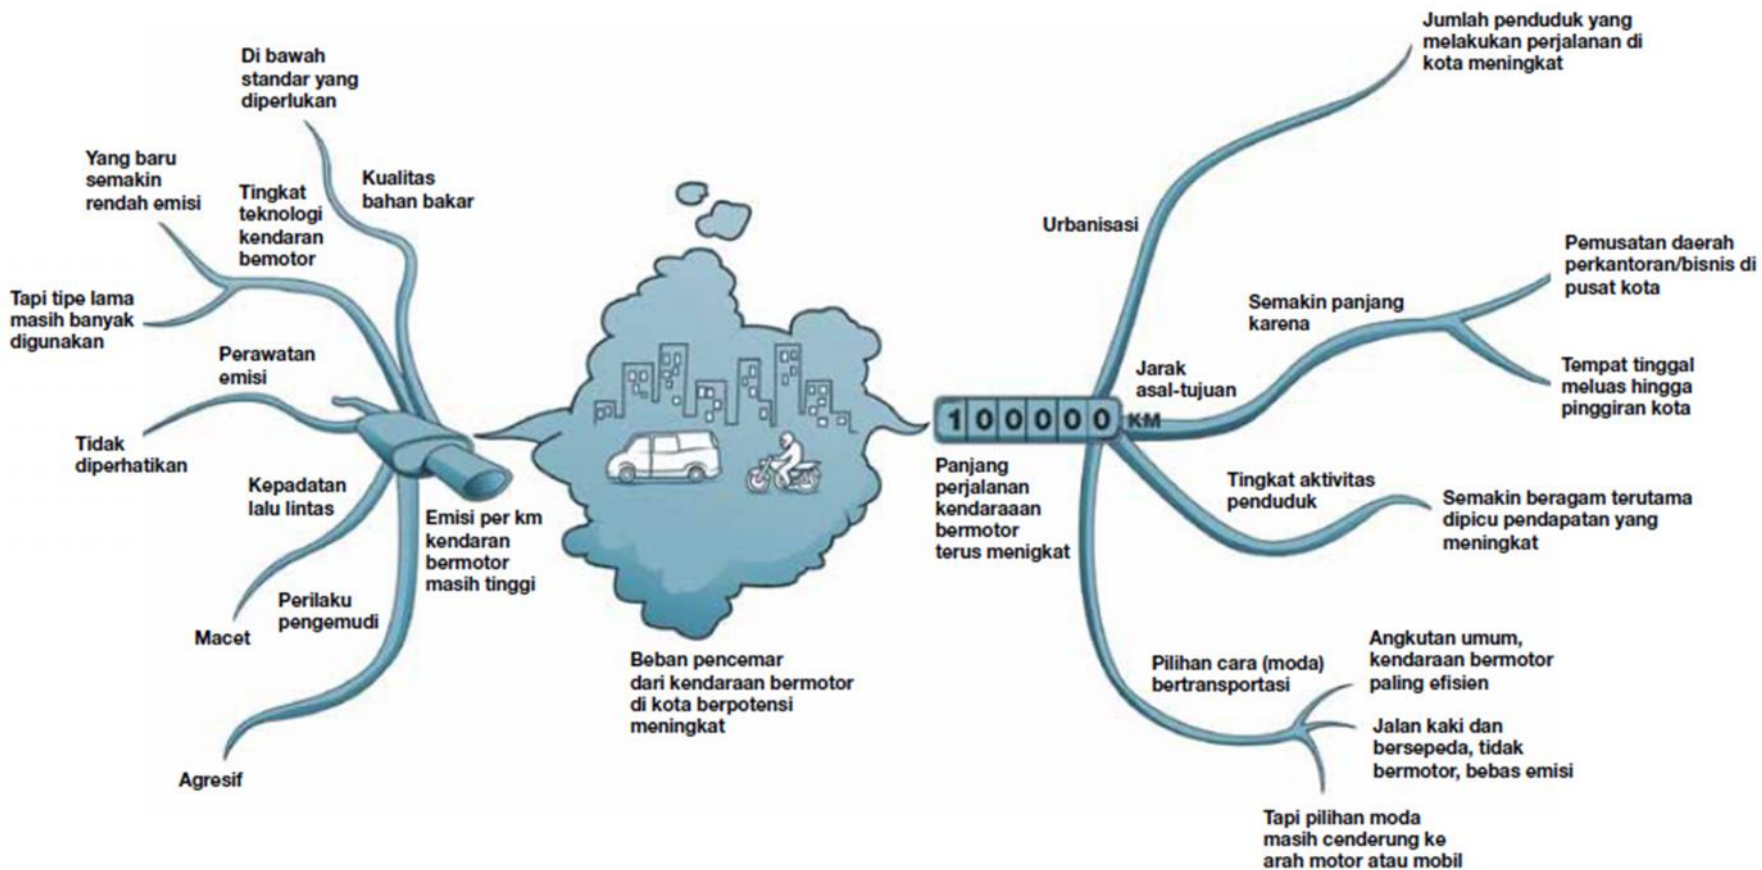 Di bawah
standar yang
diperlukan
Yang baru
semakin
rendah emisi
Tingkat
teknologi
kendaran
bemotor
Kualitas
bahan bakar
Tapi tipe lama
masih banyak
digunakan
Perawatan
emisi
Tidak
diperhatikan
Kepadatan
lalu lintas
Macet
Perilaku
pengemudi
Agresif
Emisi per km
kendaran
bermotor
masih tinggi
Beban pencemar
dari kendaraan bermotor
di kota berpotensi
meningkat
100000 KM
Panjang
perjalanan
kendaraaan
bermotor
terus menigkat
Urbanisasi
Jumlah penduduk yang
melakukan perjalanan di
kota meningkat
Jarak
asal-tujuan
Semakin panjang
karena
Pemusatan daerah
perkantoran/bisnis di
pusat kota
Tempat tinggal
meluas hingga
pinggiran kota
Tingkat aktivitas
penduduk
Semakin beragam terutama
dipicu pendapatan yang
meningkat
Pilihan cara (moda)
bertransportasi
Angkutan umum,
kendaraan bermotor
paling efisien
Jalan kaki dan
bersepeda, tidak
bermotor, bebas emisi
Tapi pilihan moda
masih cenderung ke
arah motor atau mobil